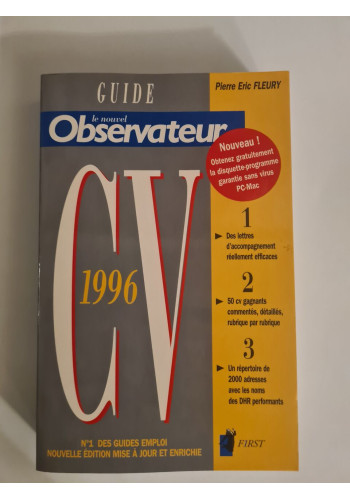 GUIDE
Pierre Eric FLEURY
le nouvel
Observateur
Nouveau !
Obtenez gratuitement
la disquette-programme
garantie sans virus
PC-Mac
CV
1996
1
Des lettres
d'accompagnement
réellement efficaces
2
50 cv gagnants
commentés, détaillés,
rubrique par rubrique
3
Un répertoire de
2000 adresses
avec les noms
des DHR performants
N°1 DES GUIDES EMPLOI
NOUVELLE ÉDITION MISE À JOUR ET ENRICHIE
FIRST